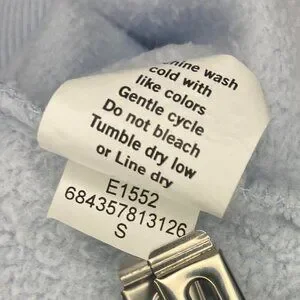 hine wash
cold with
like colors
Gentle cycle
Do not bleach
Tumble dry low
or Line dry
E1552
684357813126
S